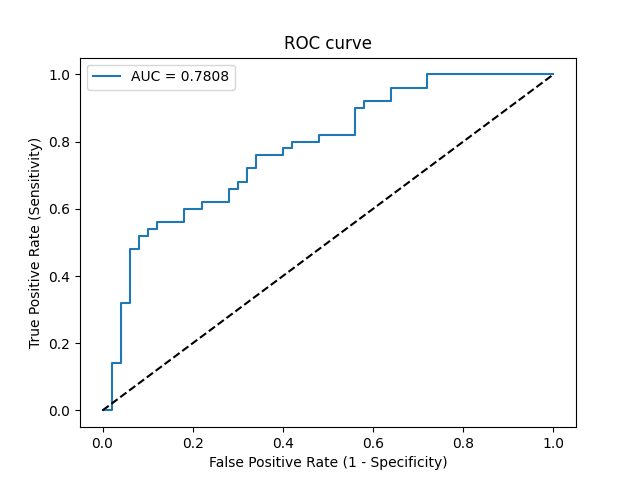 ROC curve
AUC = 0.7808
True Positive Rate (Sensitivity)
1.0
0.8
0.6
0.4
0.2
0.0
0.0 0.2 0.4 0.6 0.8 1.0
False Positive Rate (1 - Specificity)